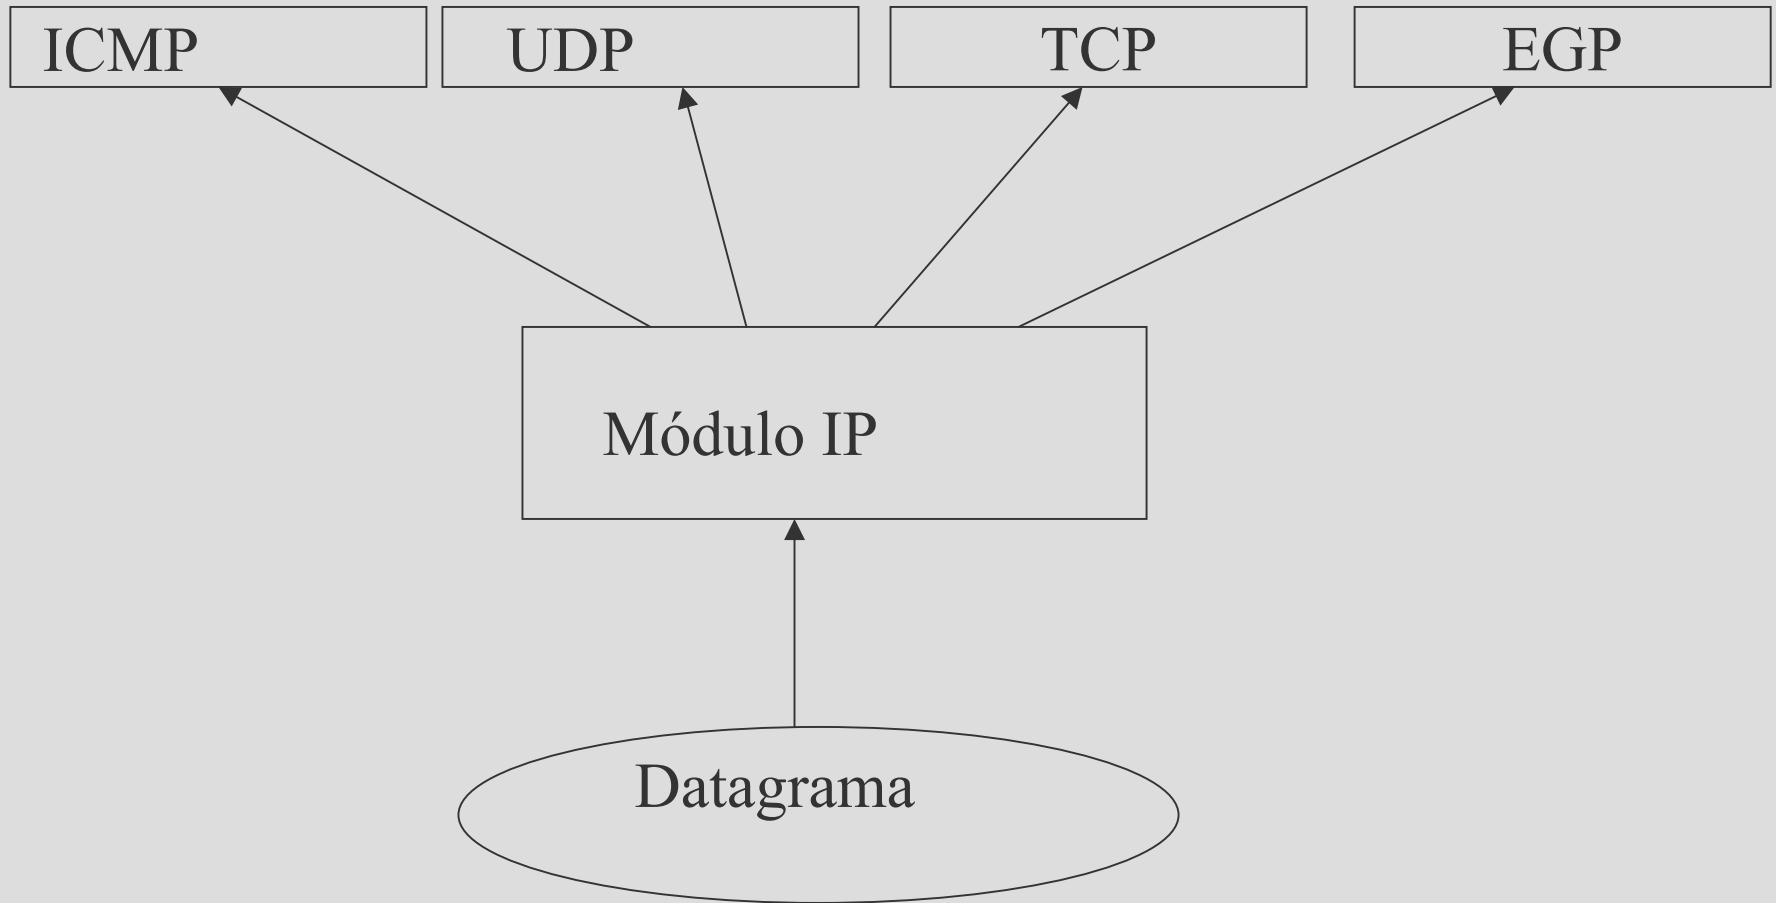 ICMP
UDP
TCP
EGP
Módulo IP
Datagrama